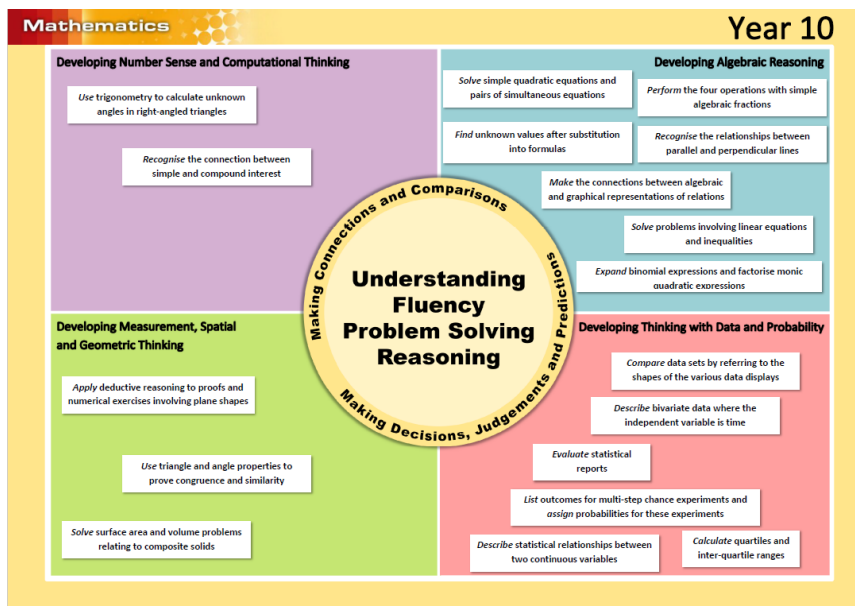 Mathematics
Year 10
Developing Number Sense and Computational Thinking
Use trigonometry to calculate unknown
angles in right-angled triangles
Recognise the connection between
simple and compound interest
Developing Algebraic Reasoning
Solve simple quadratic equations and
pairs of simultaneous equations
Perform the four operations with simple
algebraic fractions
Find unknown values after substitution
into formulas
Recognise the relationships between
parallel and perpendicular lines
Make the connections between algebraic
and graphical representations of relations
Solve problems involving linear equations
and inequalities
Expand binomial expressions and factorise monic
quadratic expressions
Making Connections and Comparisons
Understanding
Fluency
Problem Solving
Reasoning
Making Decisions, Judgements and Predictions
Developing Measurement, Spatial
and Geometric Thinking
Apply deductive reasoning to proofs and
numerical exercises involving plane shapes
Use triangle and angle properties to
prove congruence and similarity
Solve surface area and volume problems
relating to composite solids
Developing Thinking with Data and Probability
Compare data sets by referring to the
shapes of the various data displays
Describe bivariate data where the
independent variable is time
Evaluate statistical
reports
List outcomes for multi-step chance experiments and
assign probabilities for these experiments
Describe statistical relationships between
two continuous variables
Calculate quartiles and
inter-quartile ranges